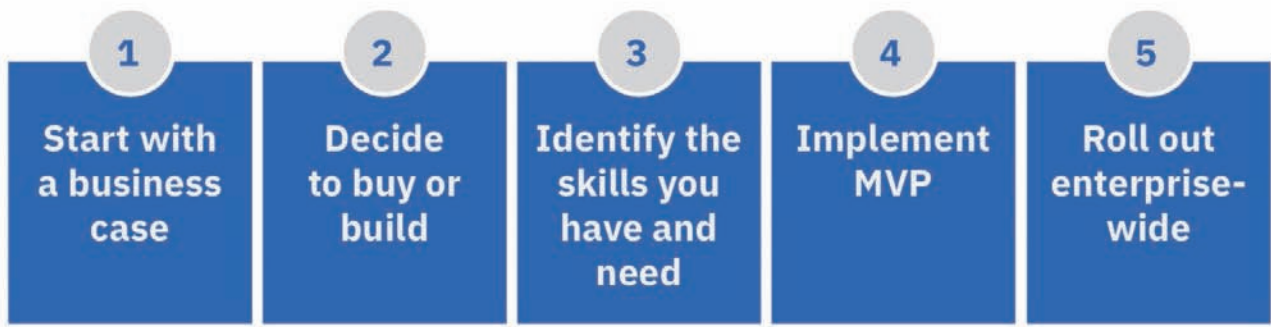 1
Start with
a business
case
2
Decide
to buy or
build
3
Identify the
skills you
have and
need
4
Implement
MVP
5
Roll out
enterprise-
wide